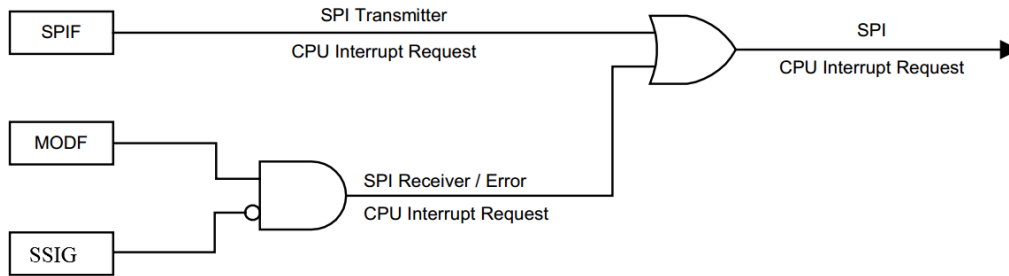 SPIF
SPI Transmitter
CPU Interrupt Request
SPI
CPU Interrupt Request
MODF
SPI Receiver / Error
CPU Interrupt Request
SSIG